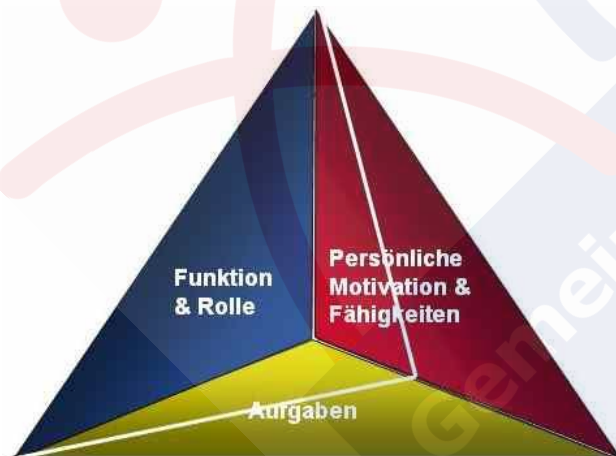 Funktion
& Rolle
Persönliche
Motivation &
Fähigkeiten
Aufgaben